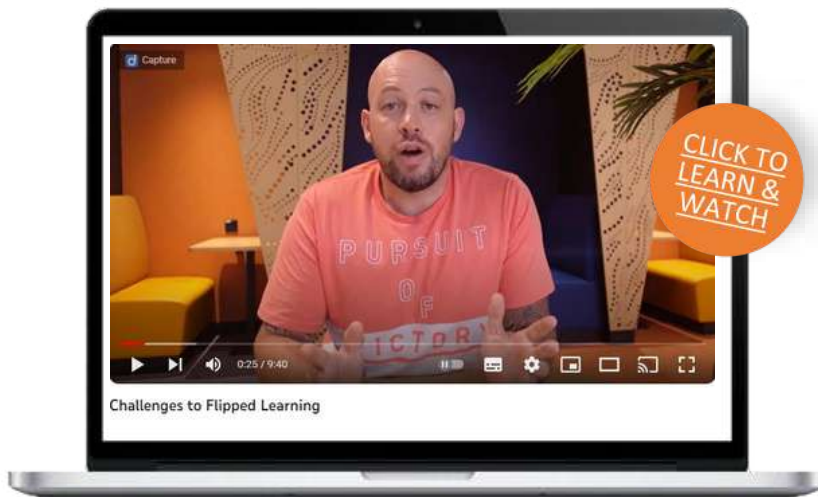 Capture
CLICK TO
LEARN &
WATCH
PURSUIT
OF
VICTORY
0:25 / 9:40
Challenges to Flipped Learning